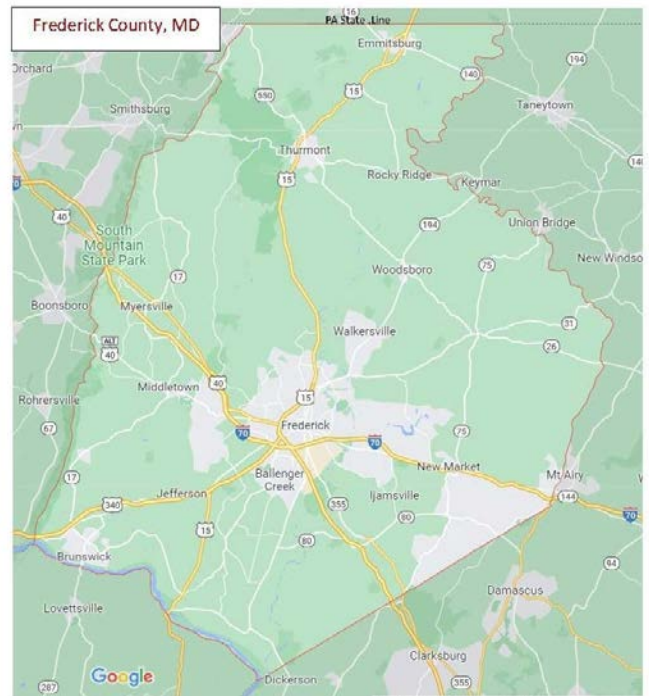 Frederick County, MD
PA State Line
16
Emmitsburg
Orchard
194
140
Smithsburg
550
15
Taneytown
Thurmont
140
15
Rocky Ridge
Keymar
40
South
Mountain
State Park
194
Union Bridge
17
Woodsboro
75
New Windso
Boonsboro
Myersville
Walkersville
31
ALT
40
26
Middletown
40
15
Rohrersville
Frederick
67
70
70
75
Ballenger
Creek
New Market
17
Mt Airy
Jefferson
355
Ijamsville
144
340
80
70
15
80
Brunswick
94
Lovettsville
Damascus
Google
Clarksburg
287
Dickerson
355